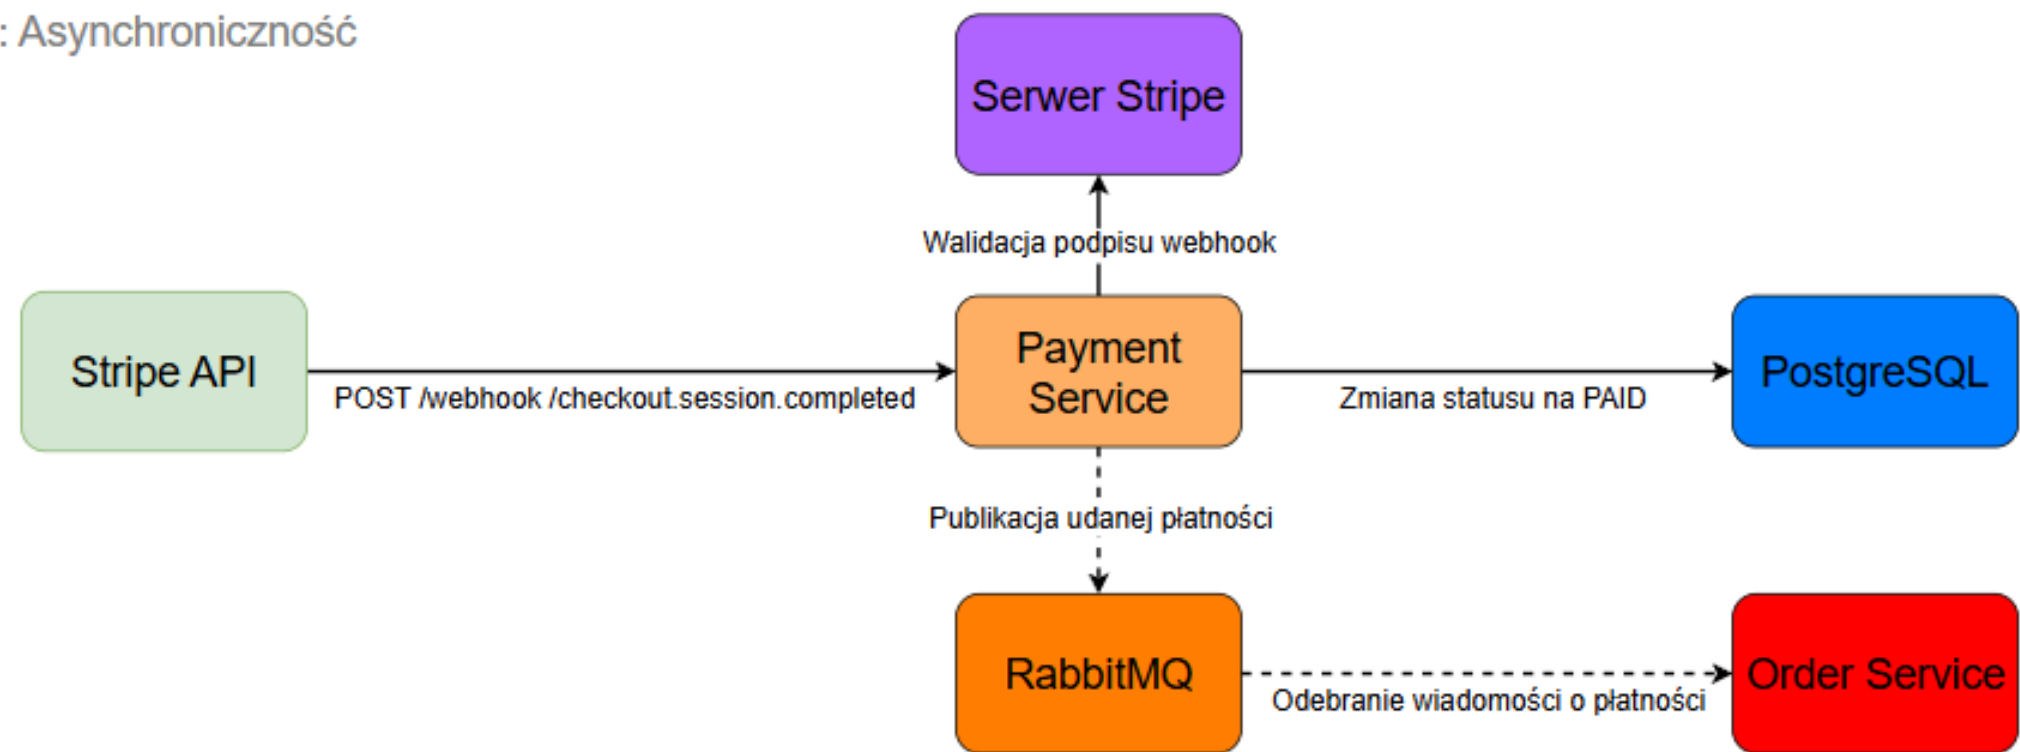 : Asynchroniczność
Serwer Stripe
Walidacja podpisu webhook
Stripe API
POST /webhook /checkout.session.completed
Payment
Service
Zmiana statusu na PAID
PostgreSQL
Publikacja udanej płatności
RabbitMQ
Odebranie wiadomości o płatności
Order Service